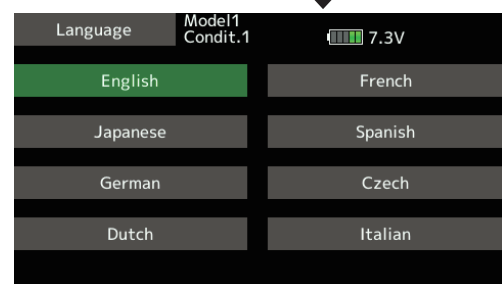 Language
Model1
Condit.1
7.3V
English
French
Japanese
Spanish
German
Czech
Dutch
Italian